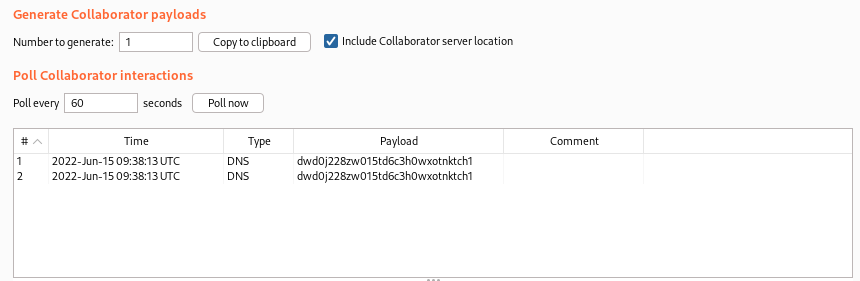 Generate Collaborator payloads
Number to generate: 1 Copy to clipboard Include Collaborator server location
Poll Collaborator interactions
Poll every 60 seconds Poll now
# Time Type Payload Comment
1 2022-Jun-15 09:38:13 UTC DNS dwd0j228zw015td6c3h0wxotnktch1
2 2022-Jun-15 09:38:13 UTC DNS dwd0j228zw015td6c3h0wxotnktch1